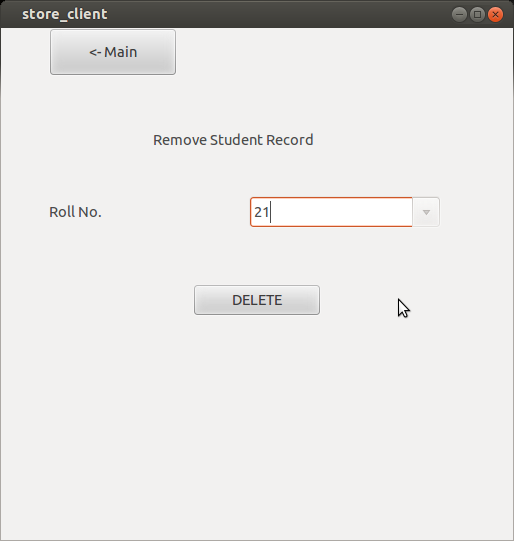 store_client
<- Main
Remove Student Record
Roll No.
21
DELETE